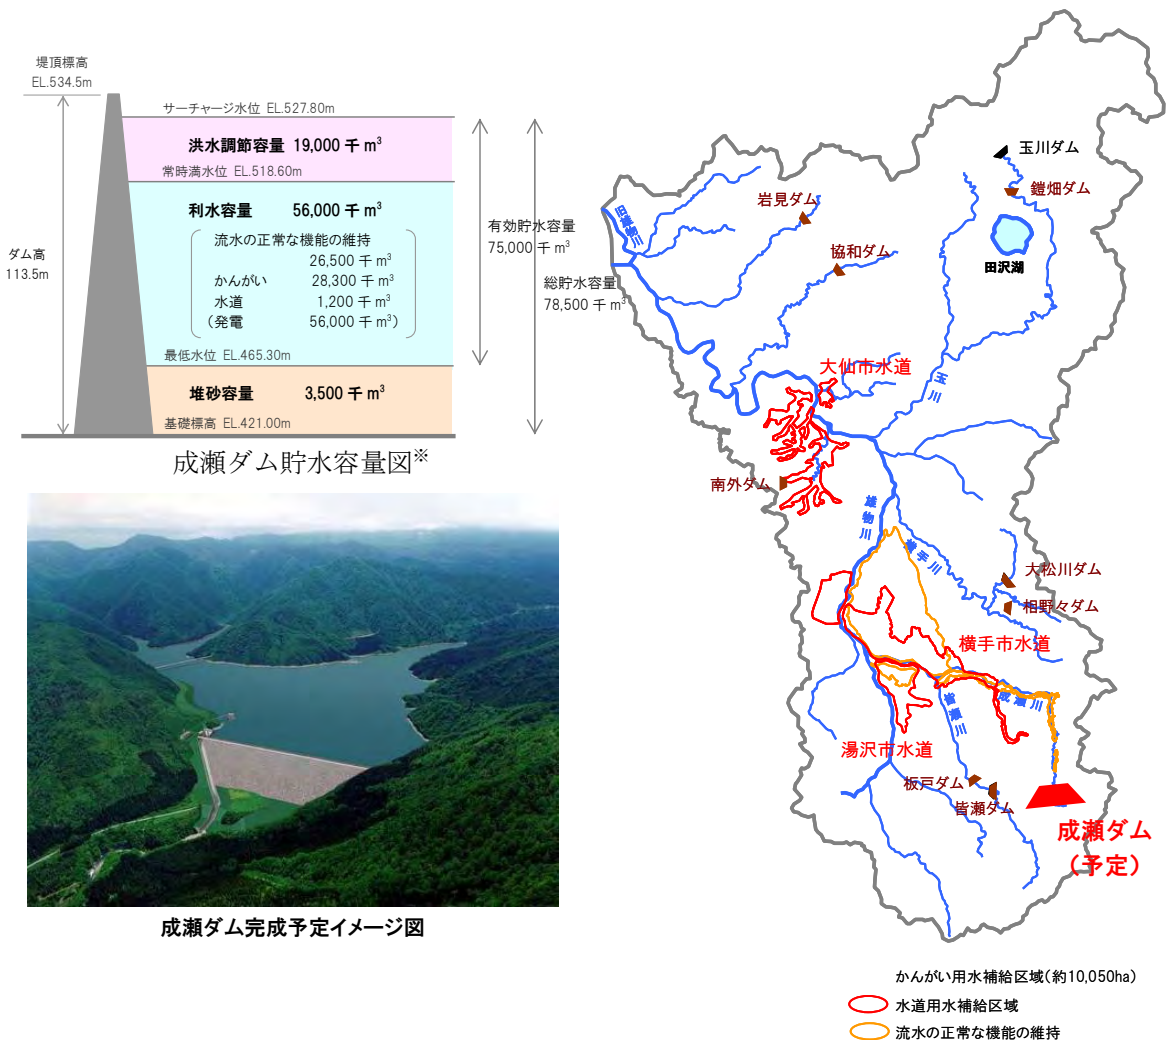 堤頂標高
EL.534.5m
サーチャージ水位 EL.527.80m
洪水調節容量 19,000 千 m³
常時満水位 EL.518.60m
利水容量 56,000 千 m³
流水の正常な機能の維持
26,500 千 m³
かんがい 28,300 千 m³
水道 1,200 千 m³
(発電 56,000 千 m³)
最低水位 EL.465.30m
堆砂容量 3,500 千 m³
基礎標高 EL.421.00m
ダム高
113.5m
有効貯水容量
75,000 千 m³
総貯水容量
78,500 千 m³
成瀬ダム貯水容量図※
成瀬ダム完成予定イメージ図
玉川ダム
鎧畑ダム
田沢湖
岩見ダム
旧雄物川
協和ダム
大仙市水道
玉川
南外ダム
雄物川
横手川
大松川ダム
相野々ダム
横手市水道
成瀬川
皆瀬川
湯沢市水道
板戸ダム
皆瀬ダム
成瀬ダム
(予定)
かんがい用水補給区域(約10,050ha)
水道用水補給区域
流水の正常な機能の維持